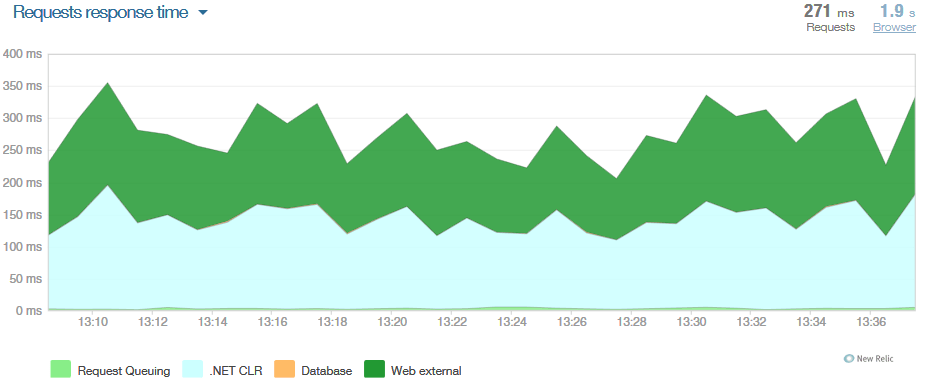 Requests response time
271 ms
Requests
1.9 s
Browser
400 ms
350 ms
300 ms
250 ms
200 ms
150 ms
100 ms
50 ms
0 ms
13:10 13:12 13:14 13:16 13:18 13:20 13:22 13:24 13:26 13:28 13:30 13:32 13:34 13:36
New Relic
Request Queuing .NET CLR Database Web external